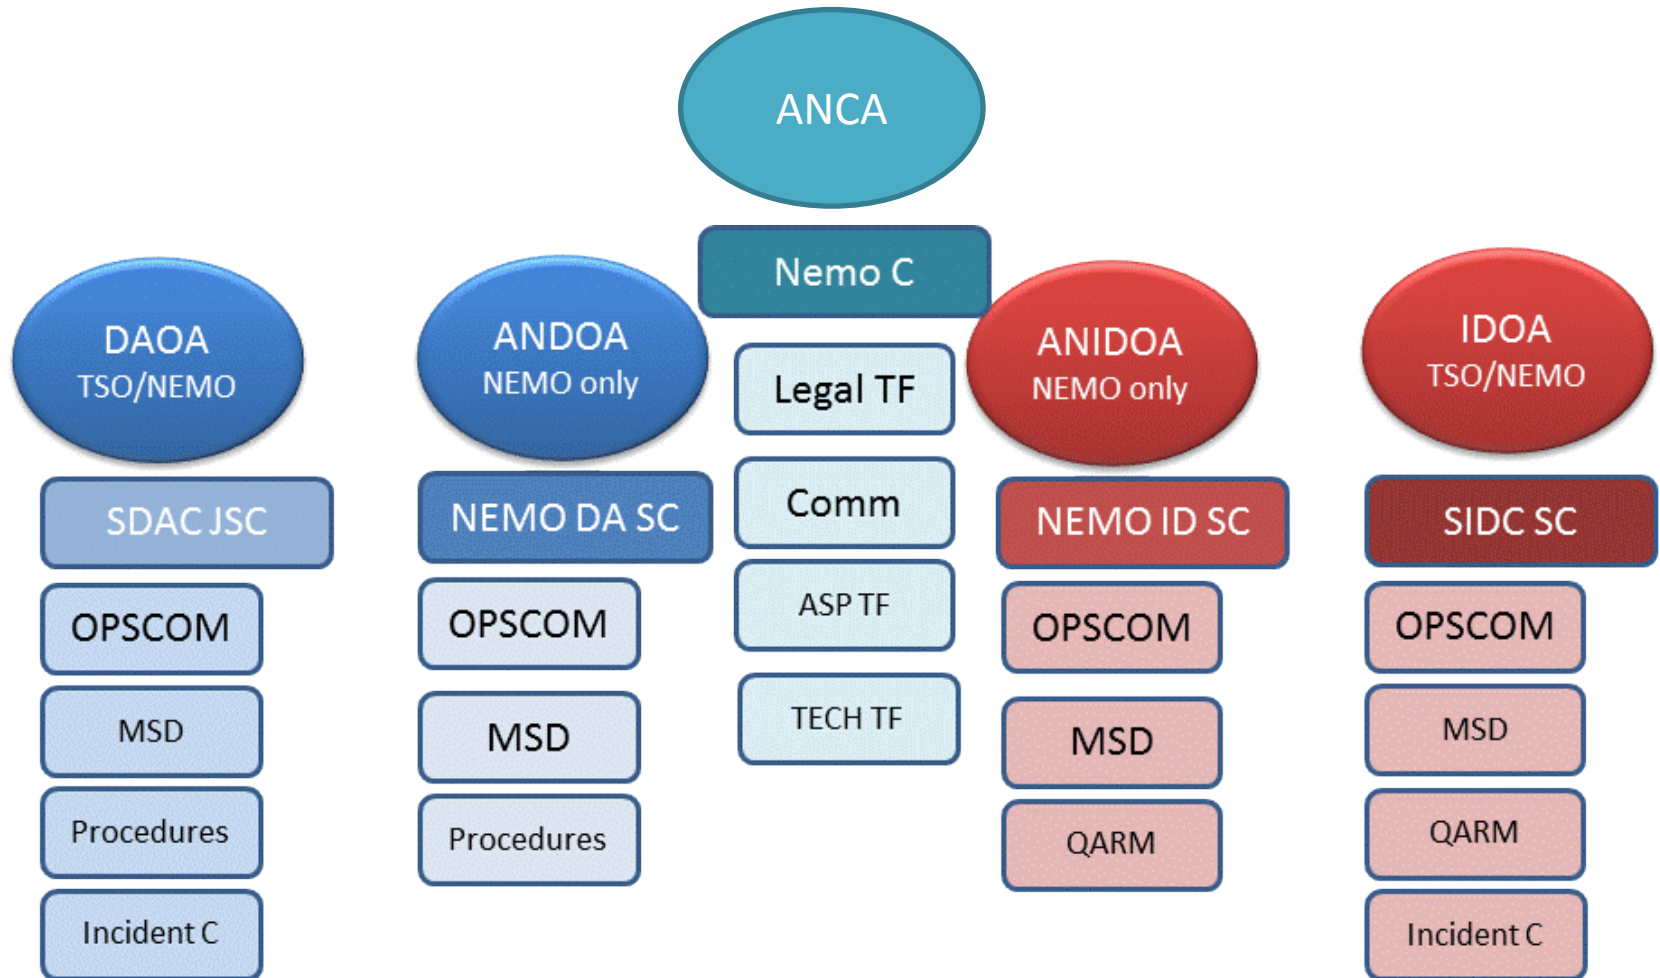 ANCA
Nemo C
Legal TF
Comm
ASP TF
TECH TF
DAOA
TSO/NEMO
SDAC JSC
OPSCOM
MSD
Procedures
Incident C
ANDOA
NEMO only
NEMO DA SC
OPSCOM
MSD
Procedures
ANIDOA
NEMO only
NEMO ID SC
OPSCOM
MSD
QARM
IDOA
TSO/NEMO
SIDC SC
OPSCOM
MSD
QARM
Incident C